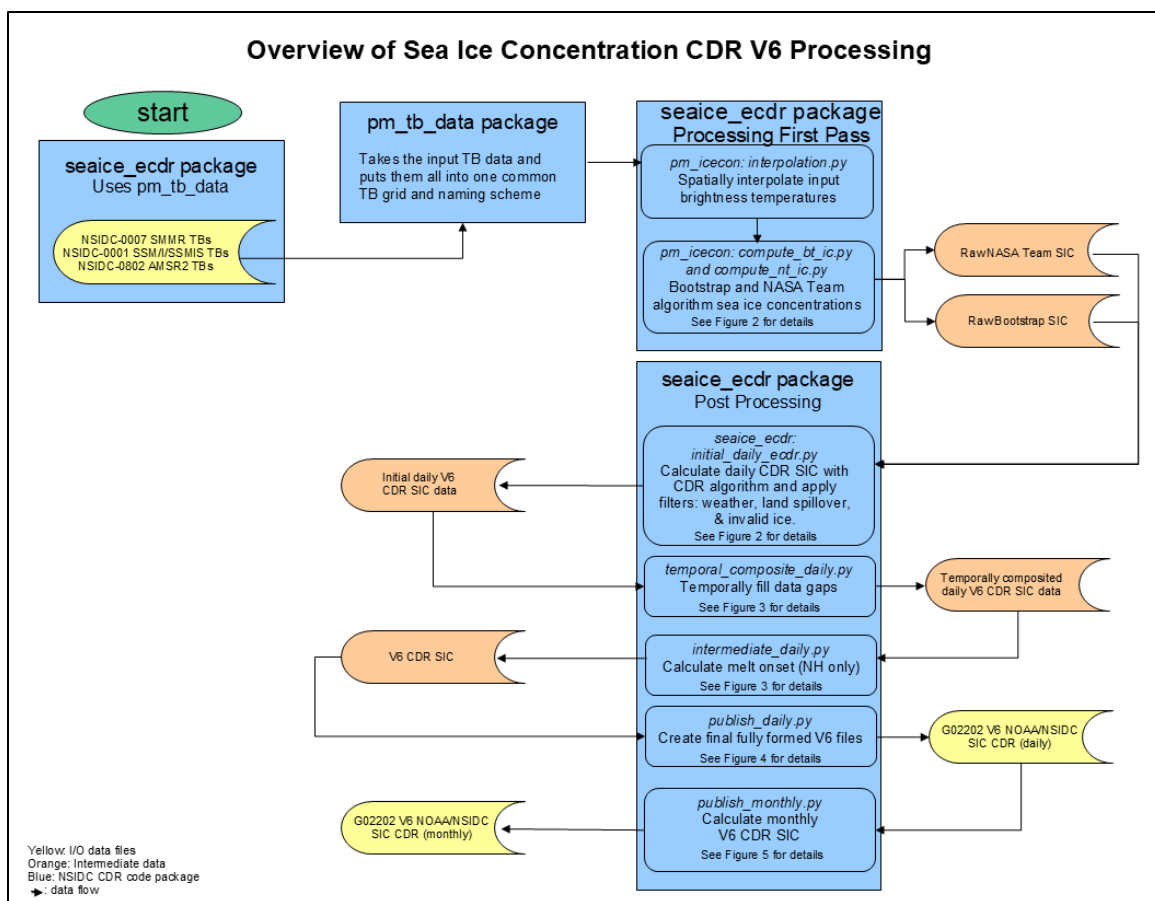 Overview of Sea Ice Concentration CDR V6 Processing
start
seaice_ecdr package
Uses pm_tb_data
NSIDC-0007 SMMR TBs
NSIDC-0001 SSM/I/SSMIS TBs
NSIDC-0802 AMSR2 TBs
pm_tb_data package
Takes the input TB data and
puts them all into one common
TB grid and naming scheme
seaice_ecdr package
Processing First Pass
pm_icecon: interpolation.py
Spatially interpolate input
brightness temperatures
pm_icecon: compute_bt_ic.py
and compute_nt_ic.py
Bootstrap and NASA Team
algorithm sea ice concentrations
See Figure 2 for details
RawNASA Team SIC
RawBootstrap SIC
seaice_ecdr package
Post Processing
seaice_ecdr:
initial_daily_ecdr.py
Calculate daily CDR SIC with
CDR algorithm and apply
filters: weather, land spillover,
& invalid ice.
See Figure 2 for details
Initial daily V6
CDR SIC data
temporal_composite_daily.py
Temporally fill data gaps
See Figure 3 for details
Temporally composited
daily V6 CDR SIC data
intermediate_daily.py
Calculate melt onset (NH only)
See Figure 3 for details
V6 CDR SIC
publish_daily.py
Create final fully formed V6 files
See Figure 4 for details
G02202 V6 NOAA/NSIDC
SIC CDR (daily)
publish_monthly.py
Calculate monthly
V6 CDR SIC
See Figure 5 for details
G02202 V6 NOAA/NSIDC
SIC CDR (monthly)
Yellow: I/O data files
Orange: Intermediate data
Blue: NSIDC CDR code package
: data flow